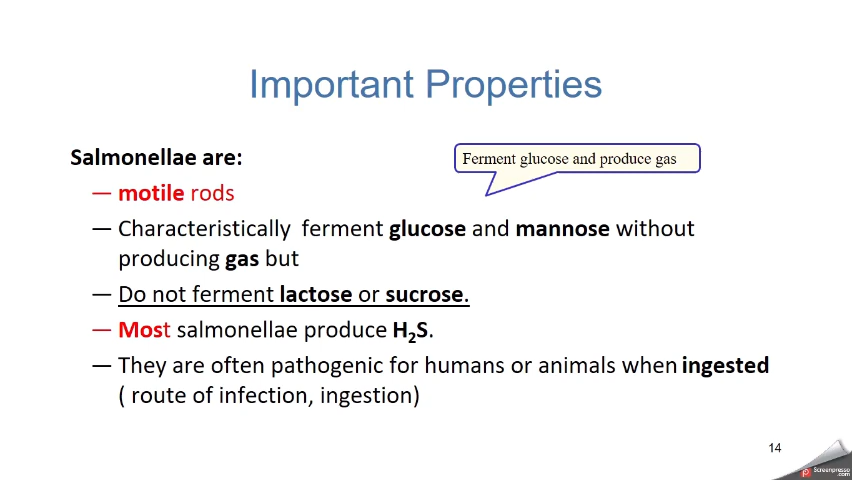 Important Properties
Salmonellae are:
Ferment glucose and produce gas
— motile rods
— Characteristically ferment glucose and mannose without
producing gas but
— Do not ferment lactose or sucrose.
— Most salmonellae produce H₂S.
— They are often pathogenic for humans or animals when ingested
( route of infection, ingestion)
14
Screenpresso
.com